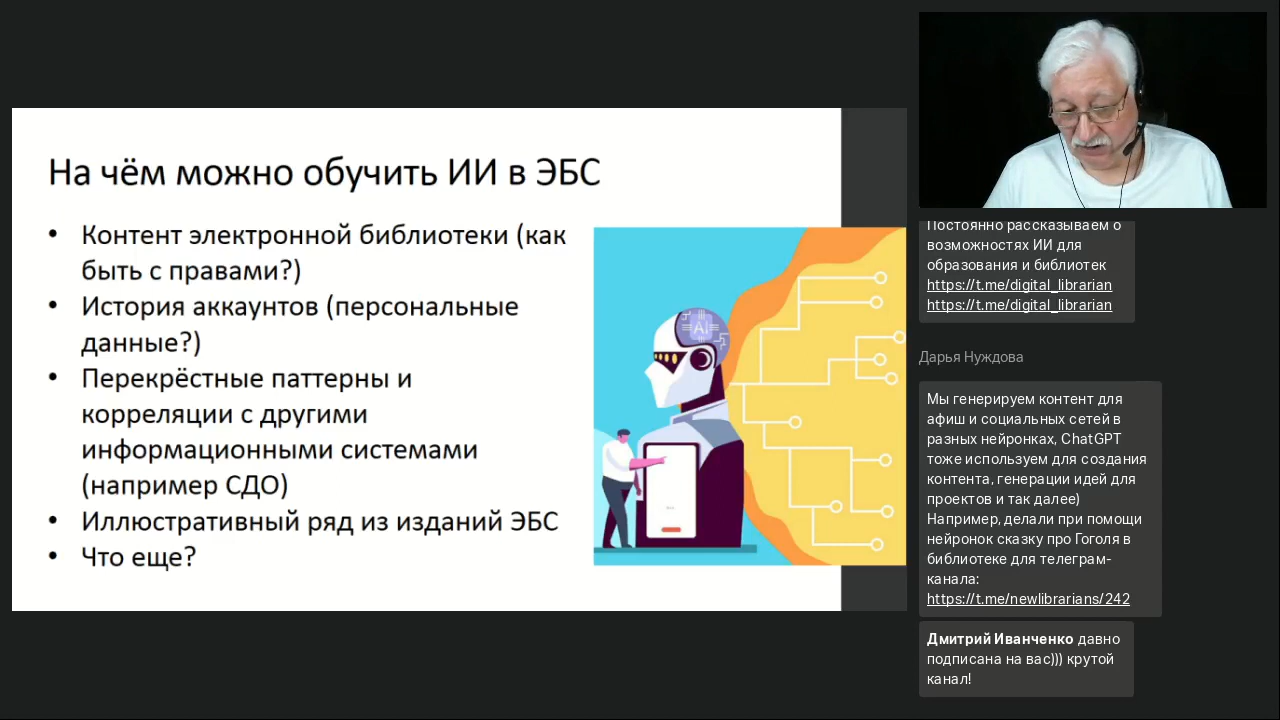 На чём можно обучить ИИ в ЭБС
• Контент электронной библиотеки (как
быть с правами?)
• История аккаунтов (персональные
данные?)
• Перекрёстные паттерны и
корреляции с другими
информационными системами
(например СДО)
• Иллюстративный ряд из изданий ЭБС
• Что еще?
AI
Постоянно рассказываем о
возможностях ИИ для
образования и библиотек
https://t.me/digital_librarian
https://t.me/digital_librarian
Дарья Нуждова
Мы генерируем контент для
афиш и социальных сетей в
разных нейронках, ChatGPT
тоже используем для создания
контента, генерации идей для
проектов и так далее)
Например, делали при помощи
нейронок сказку про Гоголя в
библиотеке для телеграм-
канала:
https://t.me/newlibrarians/242
Дмитрий Иванченко давно
подписана на вас))) крутой
канал!